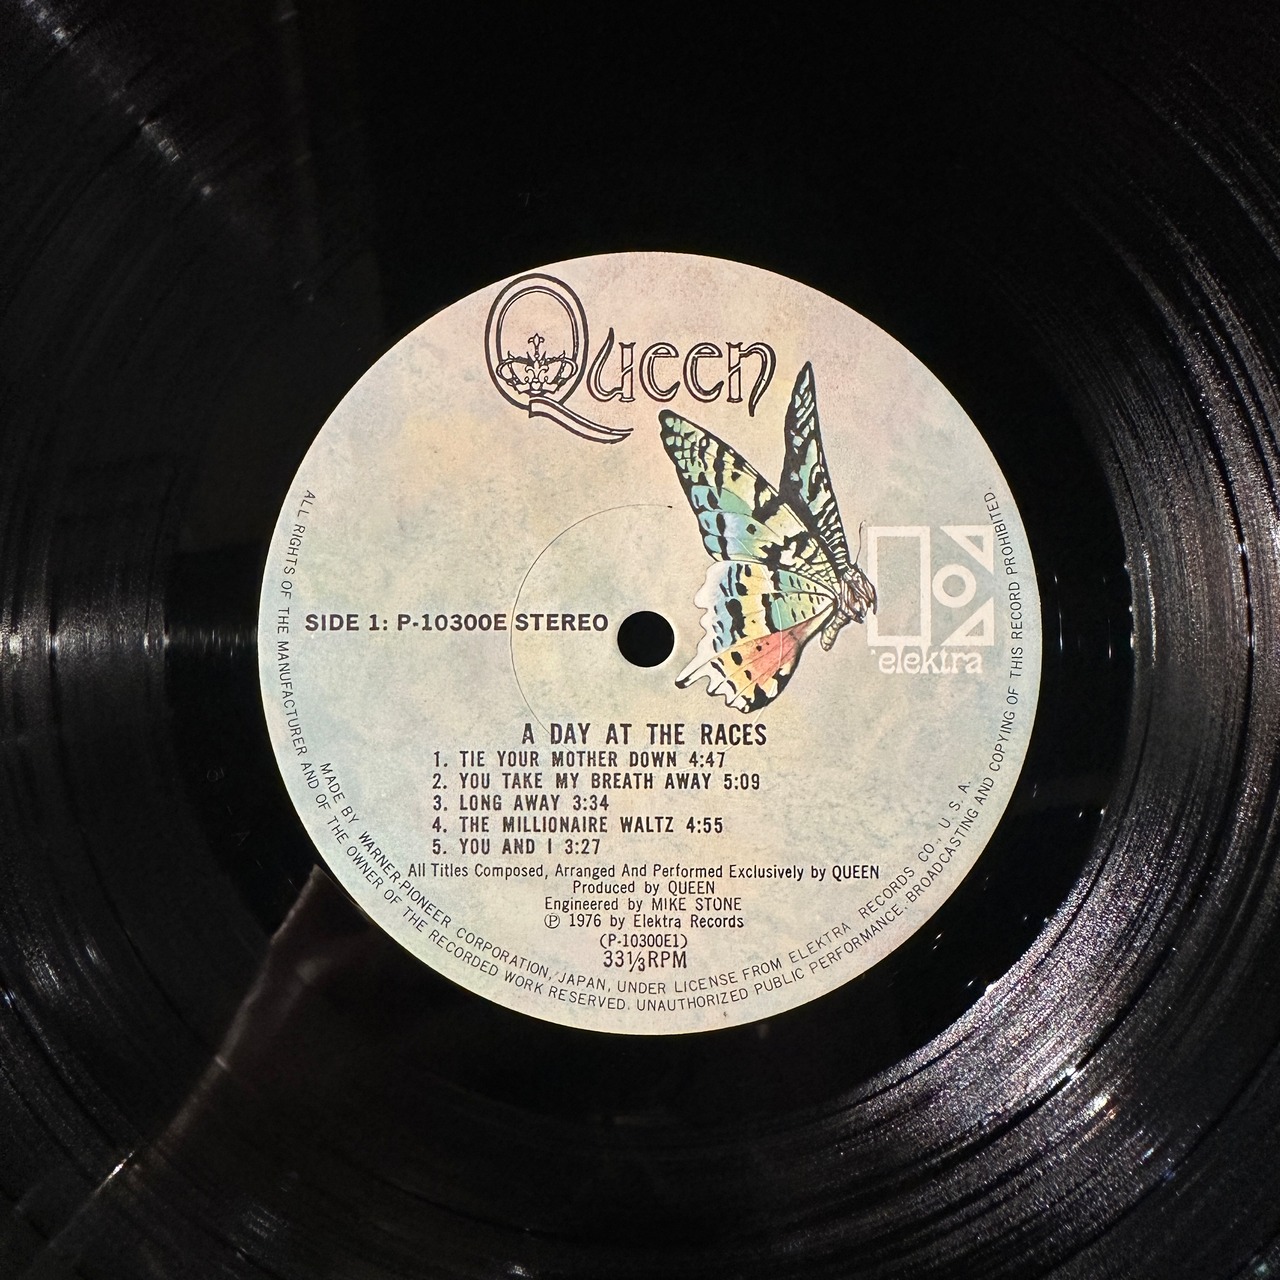 Queen
elektra
SIDE 1: P-10300E STEREO
A DAY AT THE RACES
1. TIE YOUR MOTHER DOWN 4:47
2. YOU TAKE MY BREATH AWAY 5:09
3. LONG AWAY 3:34
4. THE MILLIONAIRE WALTZ 4:55
5. YOU AND I 3:27
All Titles Composed, Arranged And Performed Exclusively by QUEEN
Produced by QUEEN
Engineered by MIKE STONE
℗ 1976 by Elektra Records
(P-10300E1)
33⅓RPM
MADE BY WARNER-PIONEER CORPORATION, JAPAN, UNDER LICENSE FROM ELEKTRA RECORDS CO., U. S. A.
ALL RIGHTS OF THE MANUFACTURER AND OF THE OWNER OF THE RECORDED WORK RESERVED. UNAUTHORIZED PUBLIC PERFORMANCE, BROADCASTING AND COPYING OF THIS RECORD PROHIBITED.